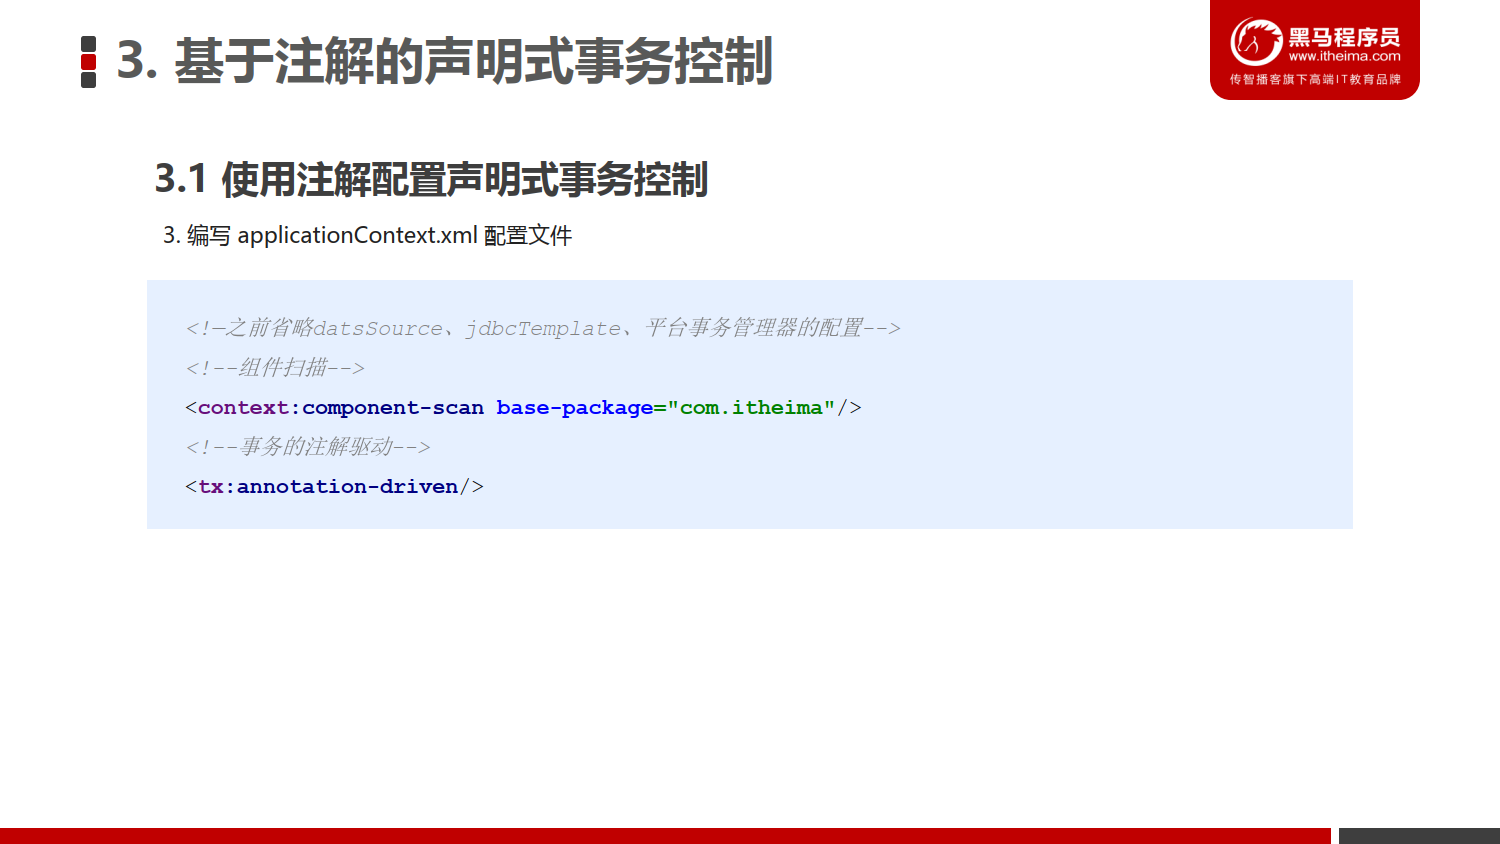 3. 基于注解的声明式事务控制
黑马程序员
www.itheima.com
传智播客旗下高端IT教育品牌
3.1 使用注解配置声明式事务控制
3. 编写 applicationContext.xml 配置文件
<!—之前省略datsSource、jdbcTemplate、平台事务管理器的配置-->
<!--组件扫描-->
<context:component-scan base-package="com.itheima"/>
<!--事务的注解驱动-->
<tx:annotation-driven/>